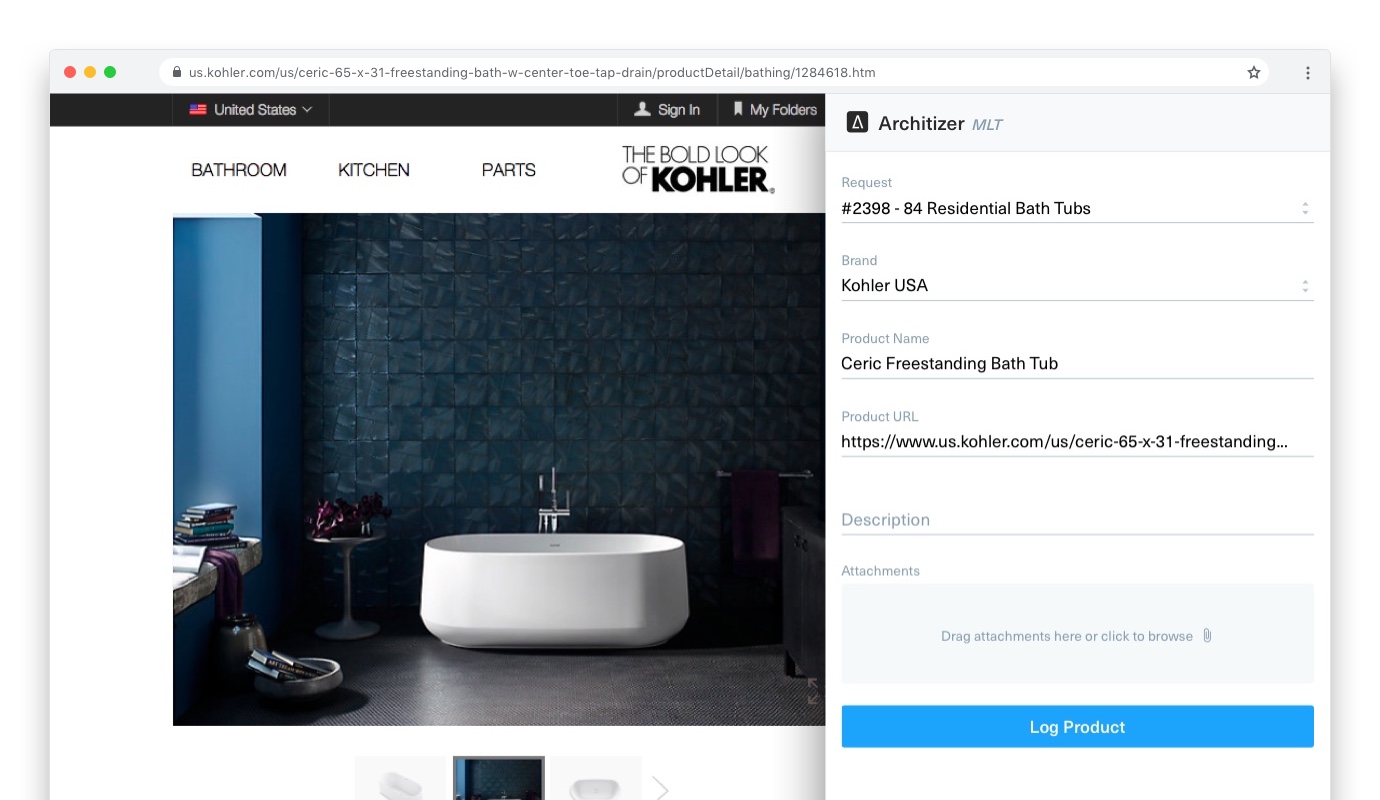 us.kohler.com/us/ceric-65-x-31-freestanding-bath-w-center-toe-tap-drain/productDetail/bathing/1284618.htm
United States
Sign In
My Folders
BATHROOM
KITCHEN
PARTS
THE BOLD LOOK
OF KOHLER®
Architizer MLT
Request
#2398 - 84 Residential Bath Tubs
Brand
Kohler USA
Product Name
Ceric Freestanding Bath Tub
Product URL
https://www.us.kohler.com/us/ceric-65-x-31-freestanding...
Description
Attachments
Drag attachments here or click to browse
Log Product